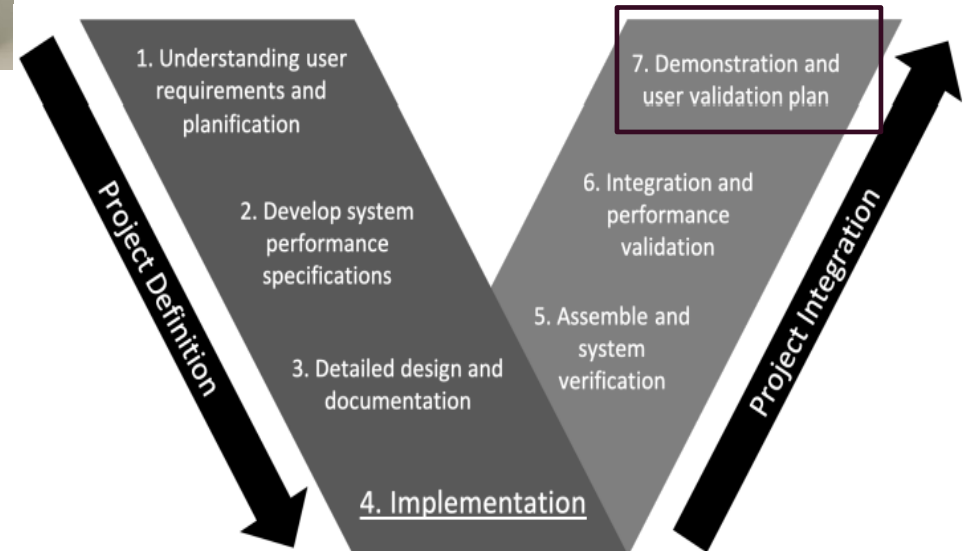 1. Understanding user
requirements and
planification
2. Develop system
performance
specifications
3. Detailed design and
documentation
4. Implementation
5. Assemble and
system
verification
6. Integration and
performance
validation
7. Demonstration and
user validation plan
Project Definition
Project Integration